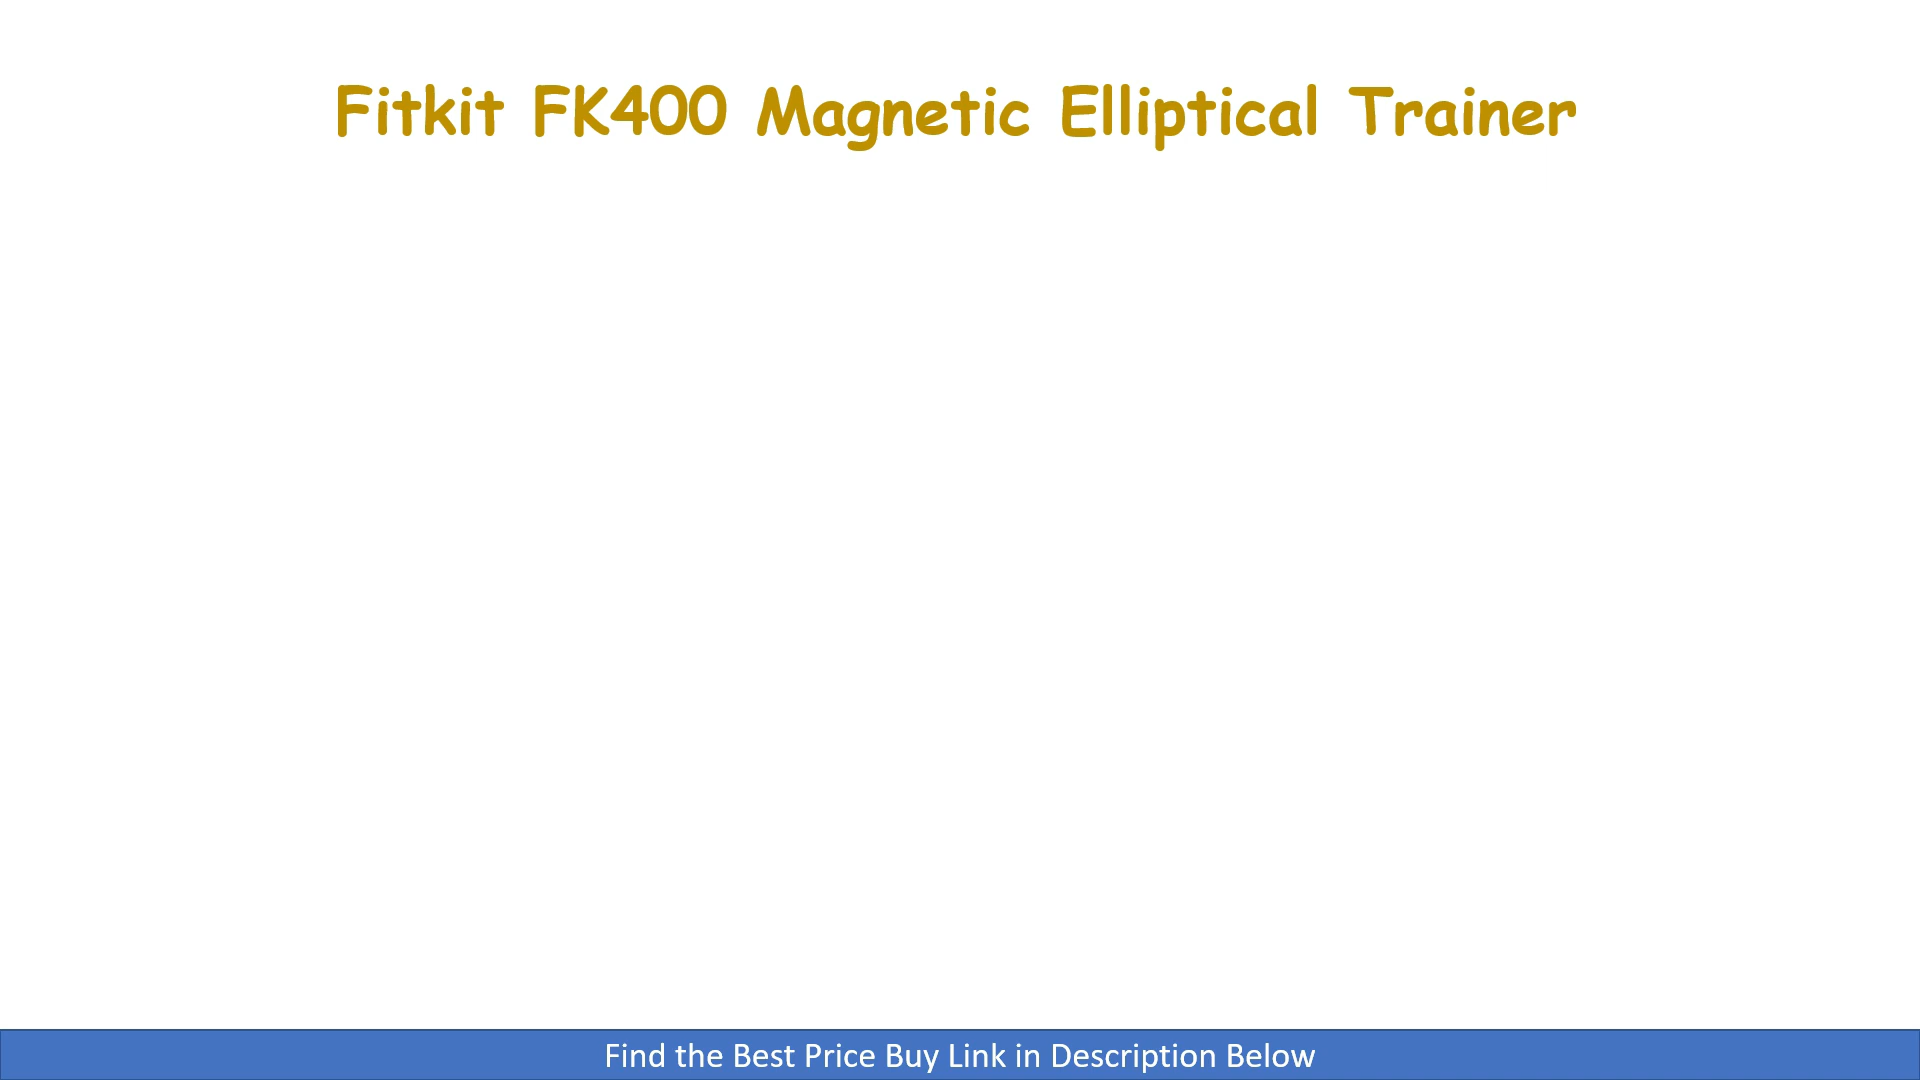 Fitkit FK400 Magnetic Elliptical Trainer
Find the Best Price Buy Link in Description Below